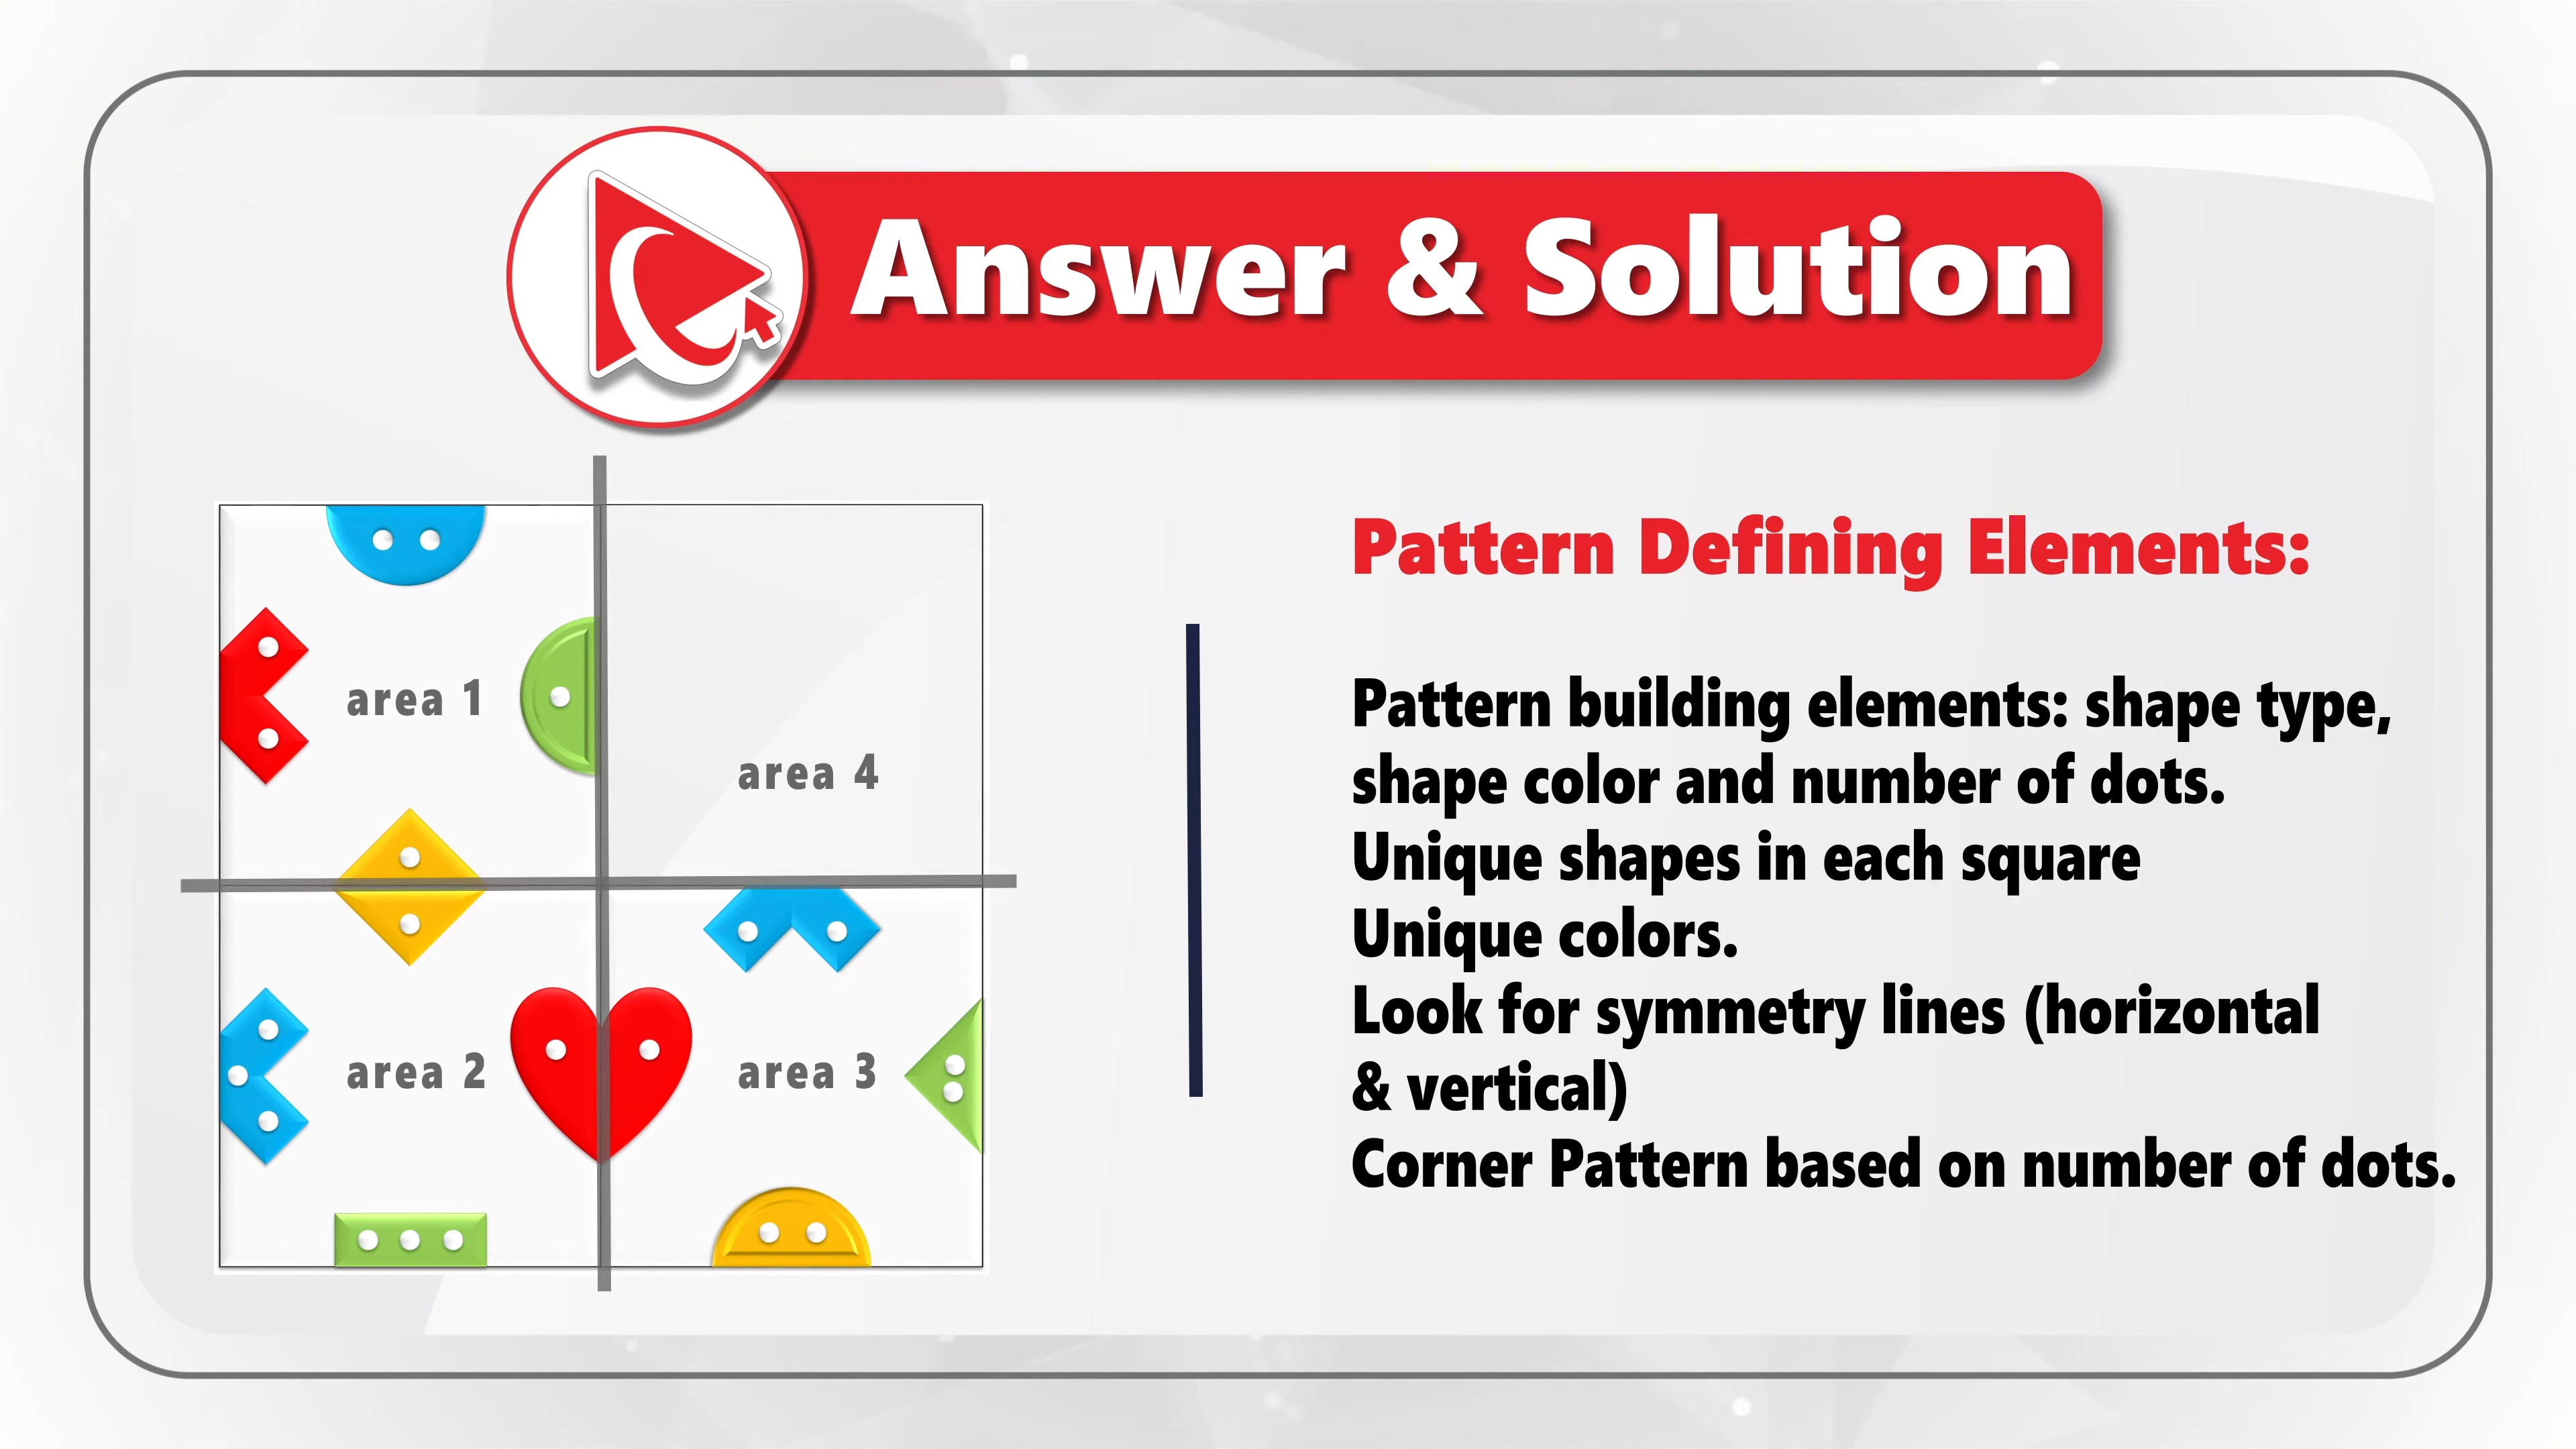 Answer & Solution
area 1
area 4
area 2
area 3
Pattern Defining Elements:
Pattern building elements: shape type,
shape color and number of dots.
Unique shapes in each square
Unique colors.
Look for symmetry lines (horizontal
& vertical)
Corner Pattern based on number of dots.